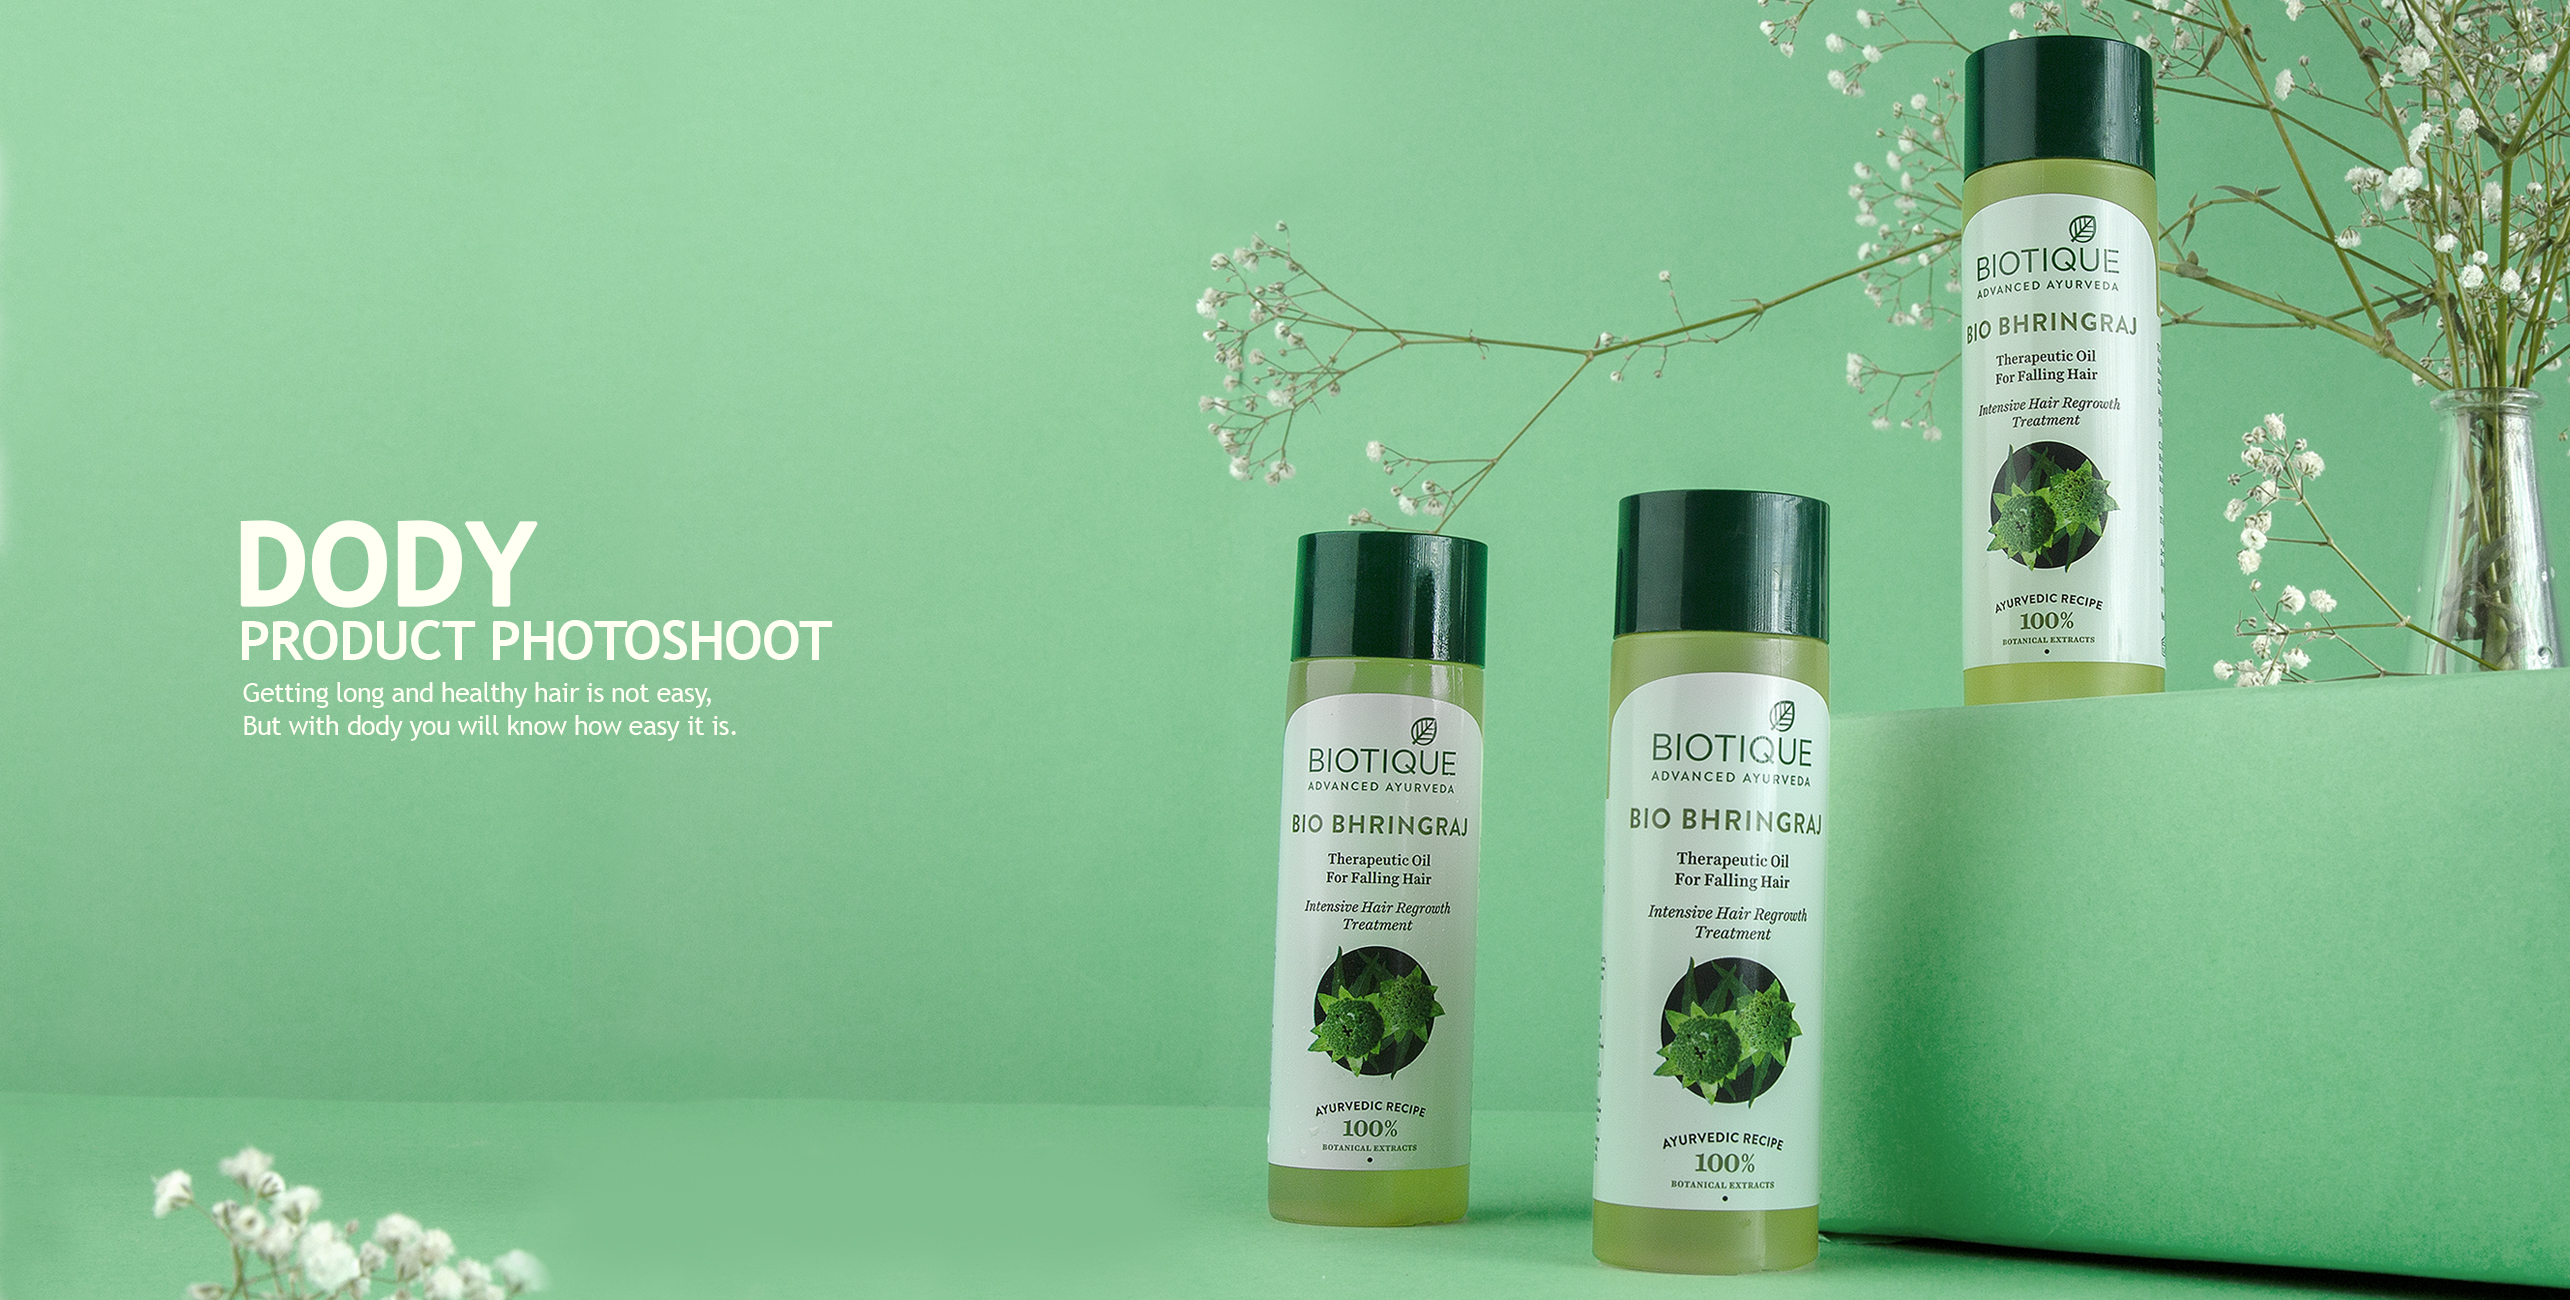 DODY
PRODUCT PHOTOSHOOT
Getting long and healthy hair is not easy,
But with dody you will know how easy it is.
BIOTIQUE
ADVANCED AYURVEDA
BIO BHRINGRAJ
Therapeutic Oil
For Falling Hair
Intensive Hair Regrowth
Treatment
AYURVEDIC RECIPE
100%
BOTANICAL EXTRACTS
BIOTIQUE
ADVANCED AYURVEDA
BIO BHRINGRAJ
Therapeutic Oil
For Falling Hair
Intensive Hair Regrowth
Treatment
AYURVEDIC RECIPE
100%
BOTANICAL EXTRACTS
BIOTIQUE
ADVANCED AYURVEDA
BIO BHRINGRAJ
Therapeutic Oil
For Falling Hair
Intensive Hair Regrowth
Treatment
AYURVEDIC RECIPE
100%
BOTANICAL EXTRACTS